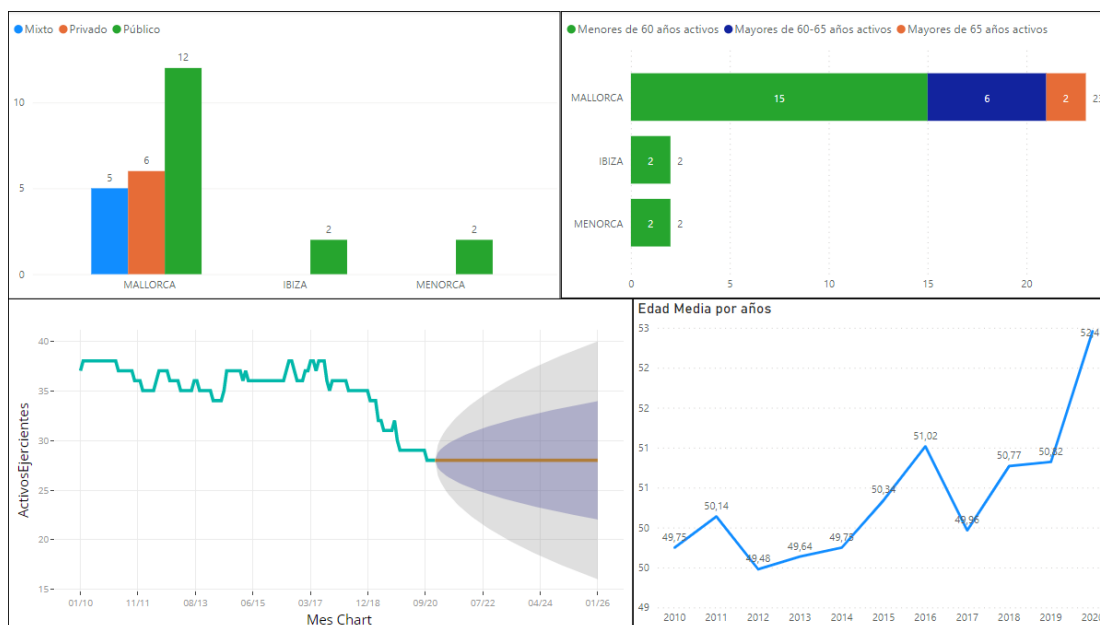 Mixto Privado Público
12
10
6
5
5
2
2
0
MALLORCA IBIZA MENORCA
Menores de 60 años activos Mayores de 60-65 años activos Mayores de 65 años activos
MALLORCA 15 6 2 23
IBIZA 2 2
MENORCA 2 2
0 5 10 15 20
40
35
30
25
20
15
ActivosEjercientes
01/10 11/11 08/13 06/15 03/17 12/18 09/20 07/22 04/24 01/26
Mes Chart
Edad Media por años
53
52
52
51
51
50
50
49
49,75 50,14 49,48 49,64 49,75 50,34 51,02 49,96 50,77 50,82 52,4
2010 2011 2012 2013 2014 2015 2016 2017 2018 2019 2020